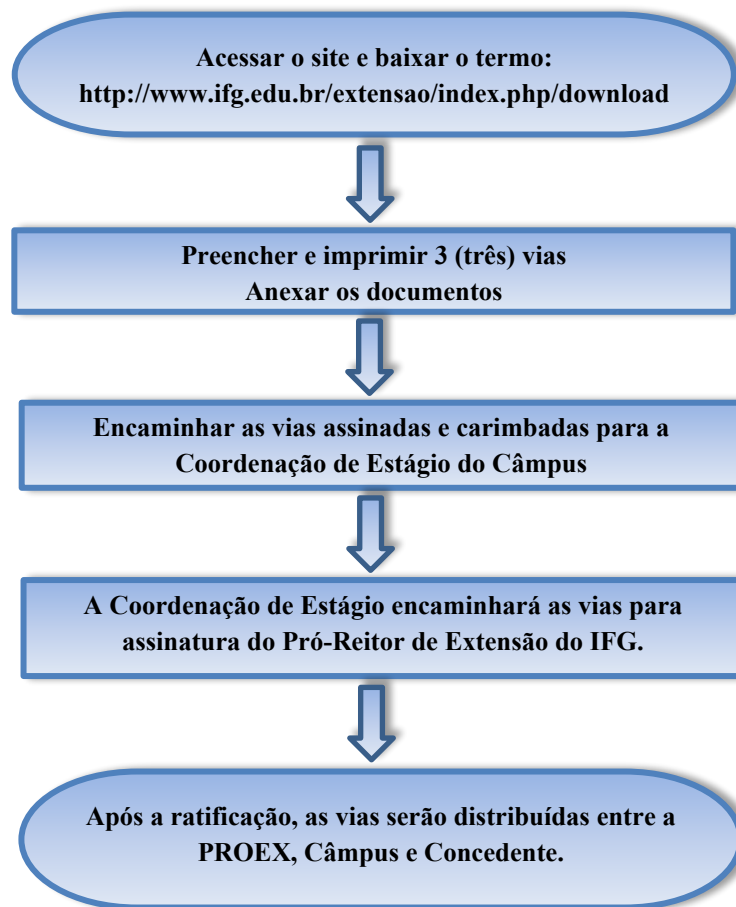 Acessar o site e baixar o termo:
http://www.ifg.edu.br/extensao/index.php/download
Preencher e imprimir 3 (três) vias
Anexar os documentos
Encaminhar as vias assinadas e carimbadas para a
Coordenação de Estágio do Câmpus
A Coordenação de Estágio encaminhará as vias para
assinatura do Pró-Reitor de Extensão do IFG.
Após a ratificação, as vias serão distribuídas entre a
PROEX, Câmpus e Concedente.